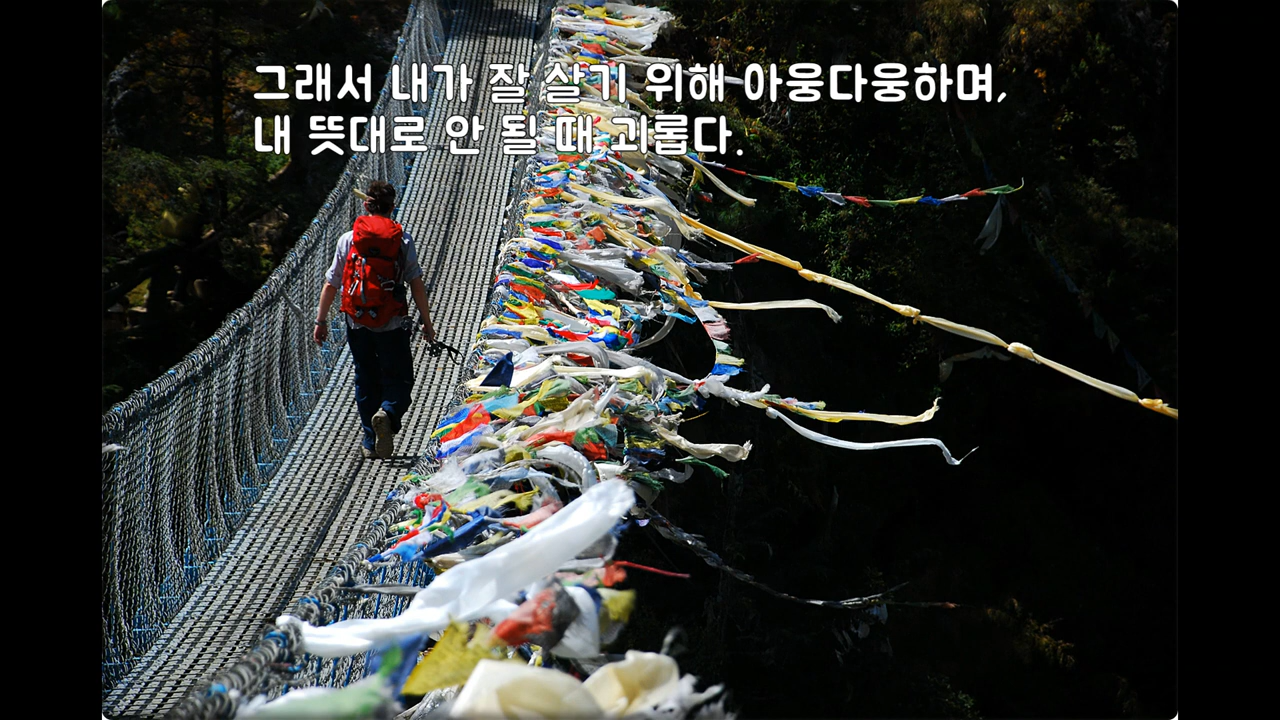 그래서 내가 잘 살기 위해 아웅다웅하며,
내 뜻대로 안 될 때 괴롭다.